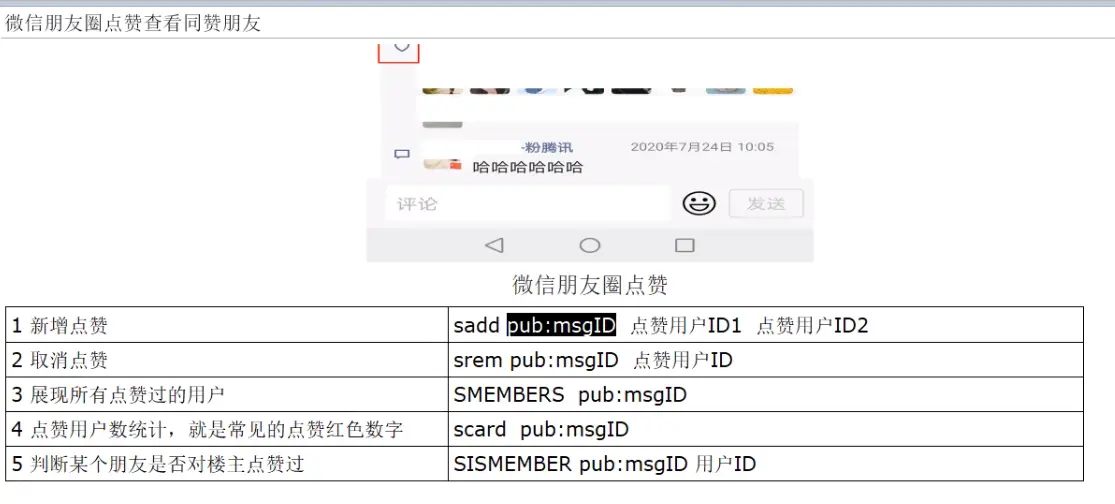 微信朋友圈点赞查看同赞朋友
-粉腾讯 2020年7月24日 10:05
哈哈哈哈哈哈
评论 发送
微信朋友圈点赞
1 新增点赞 sadd pub:msgID 点赞用户ID1 点赞用户ID2
2 取消点赞 srem pub:msgID 点赞用户ID
3 展现所有点赞过的用户 SMEMBERS pub:msgID
4 点赞用户数统计，就是常见的点赞红色数字 scard pub:msgID
5 判断某个朋友是否对楼主点赞过 SISMEMBER pub:msgID 用户ID